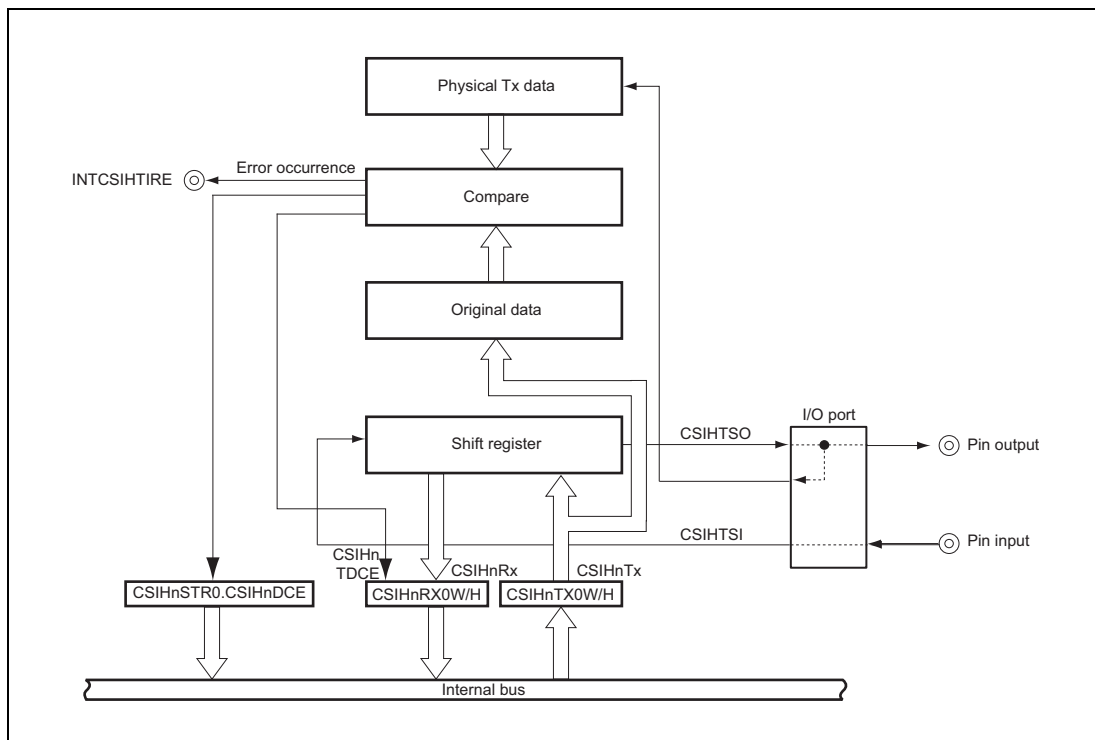 Physical Tx data
Error occurrence
INTCSIHTIRE
Compare
Original data
I/O port
Shift register
CSIHTSO
Pin output
CSIHTSI
Pin input
CSIHn
TDCE
CSIHnRx
CSIHnTx
CSIHnSTR0.CSIHnDCE
CSIHnRX0W/H
CSIHnTX0W/H
Internal bus